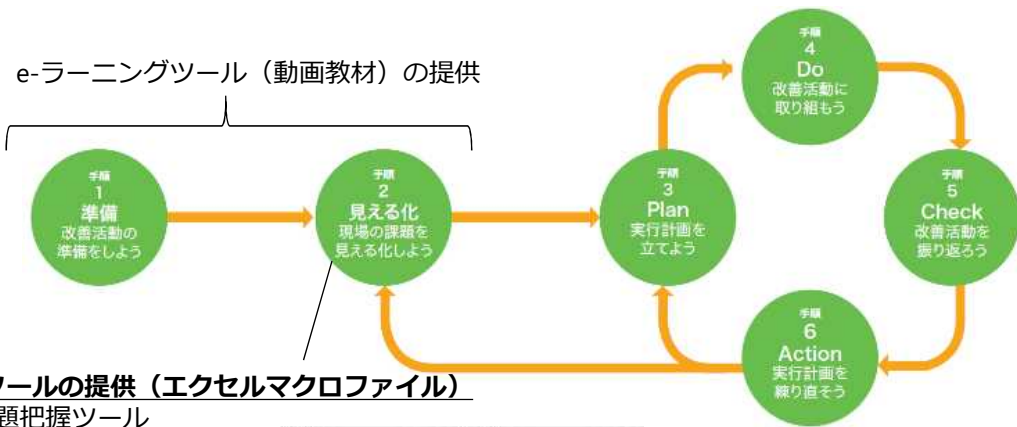 e-ラーニングツール（動画教材）の提供
手順
1
準備
改善活動の
準備をしよう
手順
2
見える化
現場の課題を
見える化しよう
手順
3
Plan
実行計画を
立てよう
手順
4
Do
改善活動に
取り組もう
手順
5
Check
改善活動を
振り返ろう
手順
6
Action
実行計画を
練り直そう
ツールの提供（エクセルマクロファイル）
題把握ツール